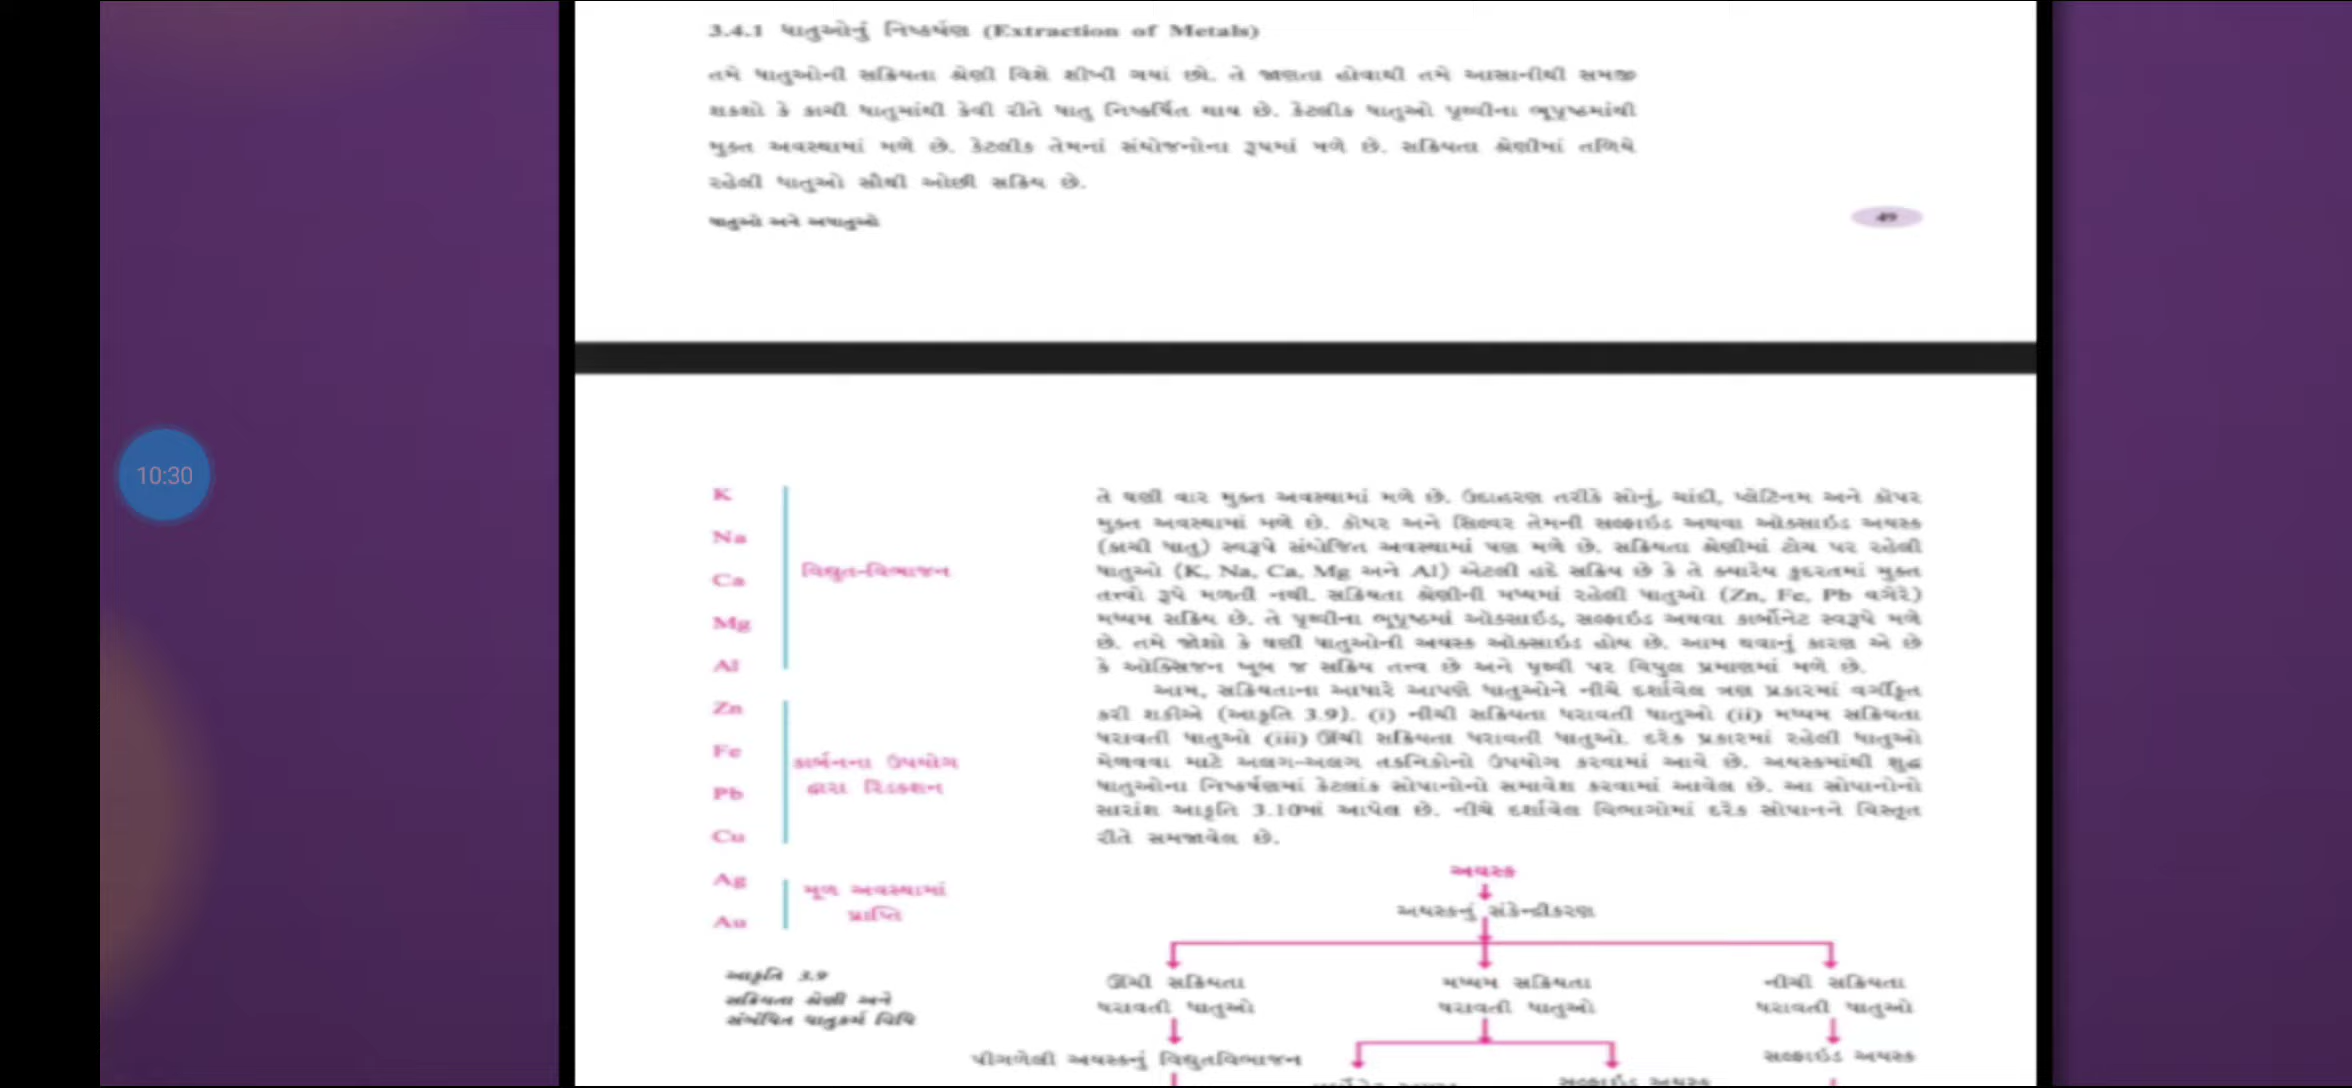 3.4.1 ધાતુઓનું નિષ્કર્ષણ (Extraction of Metals)
તમે ધાતુઓની સક્રિયતા શ્રેણી વિશે શીખી ગયાં છો. તે જાણતા હોવાથી તમે આસાનીથી સમજી
શકશો કે કાચી ધાતુમાંથી કેવી રીતે ધાતુ નિષ્કર્ષિત થાય છે. કેટલીક ધાતુઓ પૃથ્વીના ભૂપૃષ્ઠમાંથી
મુક્ત અવસ્થામાં મળે છે. કેટલીક તેમનાં સંયોજનોના રૂપમાં મળે છે. સક્રિયતા શ્રેણીમાં તળિયે
રહેલી ધાતુઓ સૌથી ઓછી સક્રિય છે.
ધાતુઓ અને અધાતુઓ
49
10:30
K
Na
Ca
Mg
Al
વિદ્યુત-વિભાજન
Zn
Fe
Pb
Cu
કાર્બનના ઉપયોગ
દ્વારા રિડક્શન
Ag
Au
મૂળ અવસ્થામાં
પ્રાપ્તિ
આકૃતિ 3.9
સક્રિયતા શ્રેણી અને
સંબંધિત ધાતુકર્મ વિધિ
તે ઘણી વાર મુક્ત અવસ્થામાં મળે છે. ઉદાહરણ તરીકે સોનું, ચાંદી, પ્લેટિનમ અને કૉપર
મુક્ત અવસ્થામાં મળે છે. કૉપર અને સિલ્વર તેમની સલ્ફાઇડ અથવા ઑક્સાઇડ અયસ્ક
(કાચી ધાતુ) સ્વરૂપે સંયોજિત અવસ્થામાં પણ મળે છે. સક્રિયતા શ્રેણીમાં ટોચ પર રહેલી
ધાતુઓ (K, Na, Ca, Mg અને Al) એટલી હદે સક્રિય છે કે તે ક્યારેય કુદરતમાં મુક્ત
તત્ત્વો રૂપે મળતી નથી. સક્રિયતા શ્રેણીની મધ્યમાં રહેલી ધાતુઓ (Zn, Fe, Pb વગેરે)
મધ્યમ સક્રિય છે. તે પૃથ્વીના ભૂપૃષ્ઠમાં ઑક્સાઇડ, સલ્ફાઇડ અથવા કાર્બોનેટ સ્વરૂપે મળે
છે. તમે જોશો કે ઘણી ધાતુઓની અયસ્ક ઑક્સાઇડ હોય છે. આમ થવાનું કારણ એ છે
કે ઑક્સિજન ખૂબ જ સક્રિય તત્ત્વ છે અને પૃથ્વી પર વિપુલ પ્રમાણમાં મળે છે.
આમ, સક્રિયતાના આધારે આપણે ધાતુઓને નીચે દર્શાવેલ ત્રણ પ્રકારમાં વર્ગીકૃત
કરી શકીએ (આકૃતિ 3.9). (i) નીચી સક્રિયતા ધરાવતી ધાતુઓ (ii) મધ્યમ સક્રિયતા
ધરાવતી ધાતુઓ (iii) ઊંચી સક્રિયતા ધરાવતી ધાતુઓ. દરેક પ્રકારમાં રહેલી ધાતુઓ
મેળવવા માટે અલગ-અલગ તકનિકોનો ઉપયોગ કરવામાં આવે છે. અયસ્કમાંથી શુદ્ધ
ધાતુઓના નિષ્કર્ષણમાં કેટલાંક સોપાનોનો સમાવેશ કરવામાં આવેલ છે. આ સોપાનોનો
સારાંશ આકૃતિ 3.10માં આપેલ છે. નીચે દર્શાવેલ વિભાગોમાં દરેક સોપાનને વિસ્તૃત
રીતે સમજાવેલ છે.
અયસ્ક
અયસ્કનું સંકેન્દ્રીકરણ
ઊંચી સક્રિયતા
ધરાવતી ધાતુઓ
મધ્યમ સક્રિયતા
ધરાવતી ધાતુઓ
નીચી સક્રિયતા
ધરાવતી ધાતુઓ
પીગળેલી અયસ્કનું વિદ્યુતવિભાજન
સલ્ફાઇડ અયસ્ક
સલ્ફાઇડ અયસ્ક